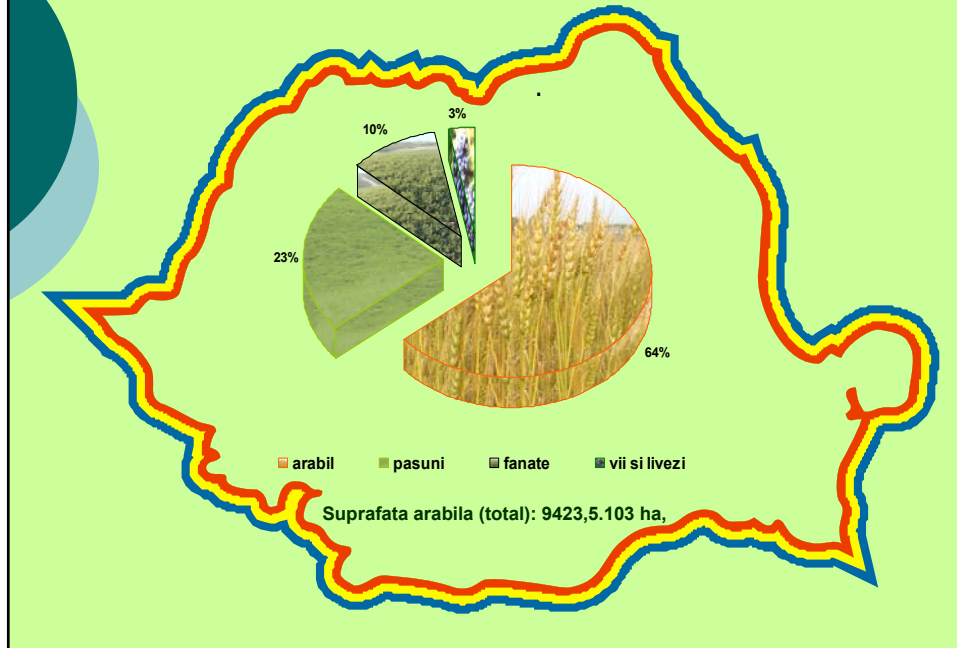 .
3%
10%
23%
64%
arabil pasuni fanate vii si livezi
Suprafata arabila (total): 9423,5.103 ha,